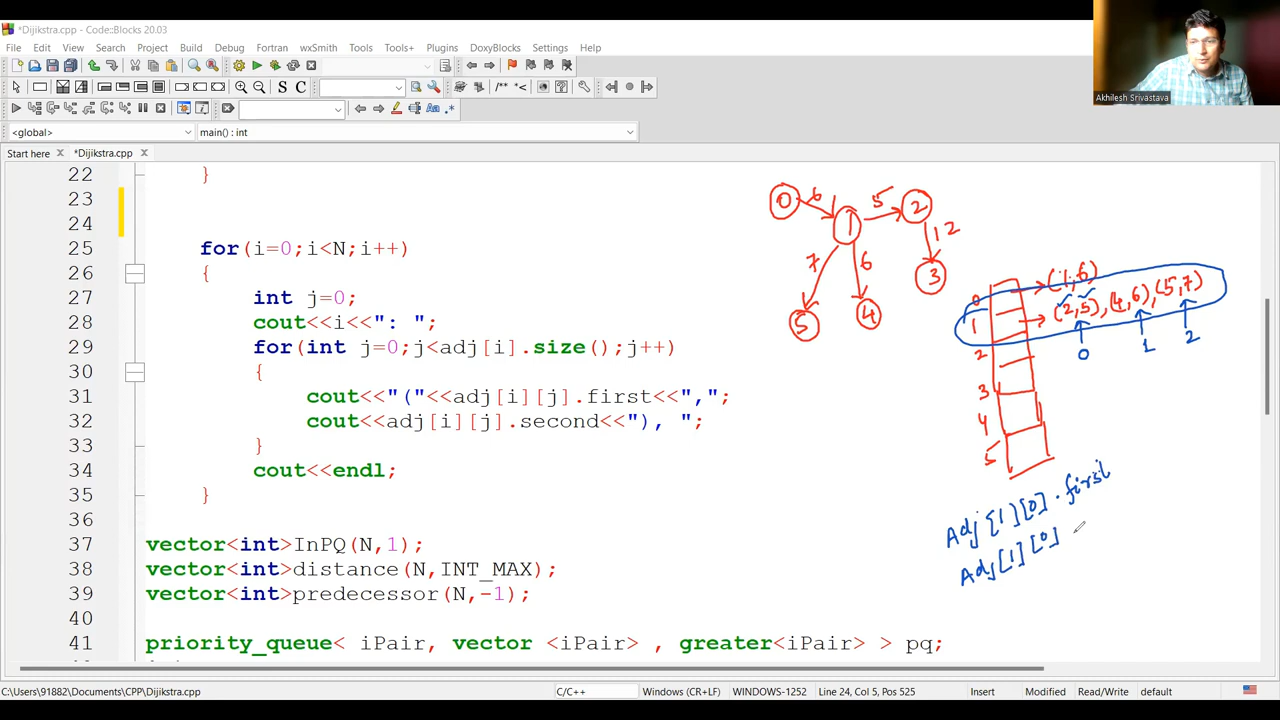 *Dijikstra.cpp - Code::Blocks 20.03
File Edit View Search Project Build Debug Fortran wxSmith Tools Tools+ Plugins DoxyBlocks Settings Help
Akhilesh Srivastava
S C
/** *<
Aa .*
<global> main() : int
Start here *Dijikstra.cpp
22 }
23
24
25 for(i=0;i<N;i++)
26 {
27 int j=0;
28 cout<<i<<": ";
29 for(int j=0;j<adj[i].size();j++)
30 {
31 cout<<"("<<adj[i][j].first<<",";
32 cout<<adj[i][j].second<<"), ";
33 }
34 cout<<endl;
35 }
36
37 vector<int>InPQ(N,1);
38 vector<int>distance(N,INT_MAX);
39 vector<int>predecessor(N,-1);
40
41 priority_queue< iPair, vector <iPair> , greater<iPair> > pq;
0 6 1 5 2
12
7 6 3
5 4
0 (1,6)
1 (2,5),(4,6),(5,7)
0 1 2
2
3
4
5
Adj[1][0].first
Adj[1][0]
C:\Users\91882\Documents\CPP\Dijikstra.cpp C/C++ Windows (CR+LF) WINDOWS-1252 Line 24, Col 5, Pos 525 Insert Modified Read/Write default